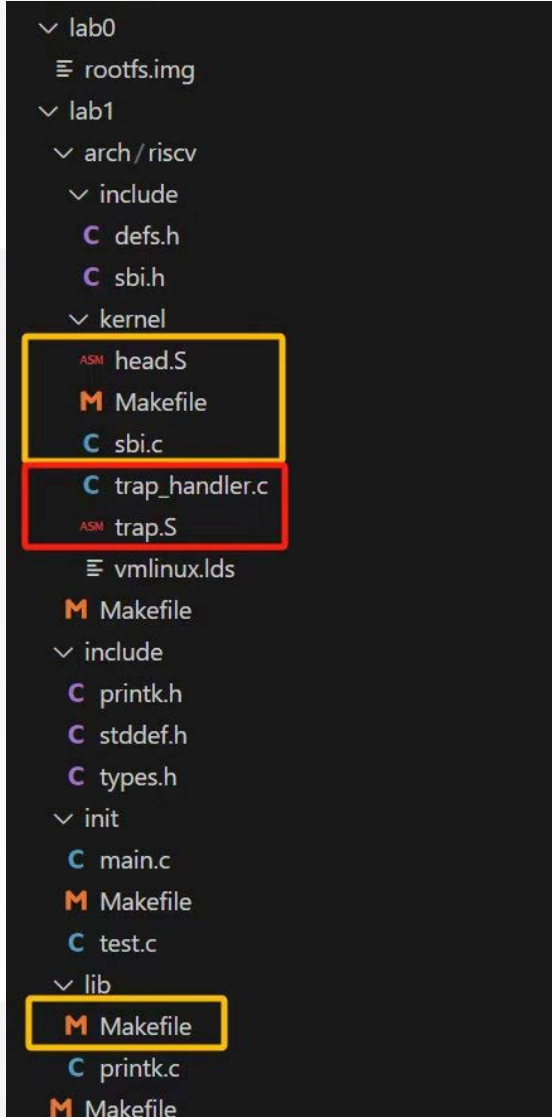 lab0
rootfs.img
lab1
arch/riscv
include
C defs.h
C sbi.h
kernel
ASM head.S
M Makefile
C sbi.c
C trap_handler.c
ASM trap.S
vmlinux.lds
M Makefile
include
C printk.h
C stddef.h
C types.h
init
C main.c
M Makefile
C test.c
lib
M Makefile
C printk.c
M Makefile